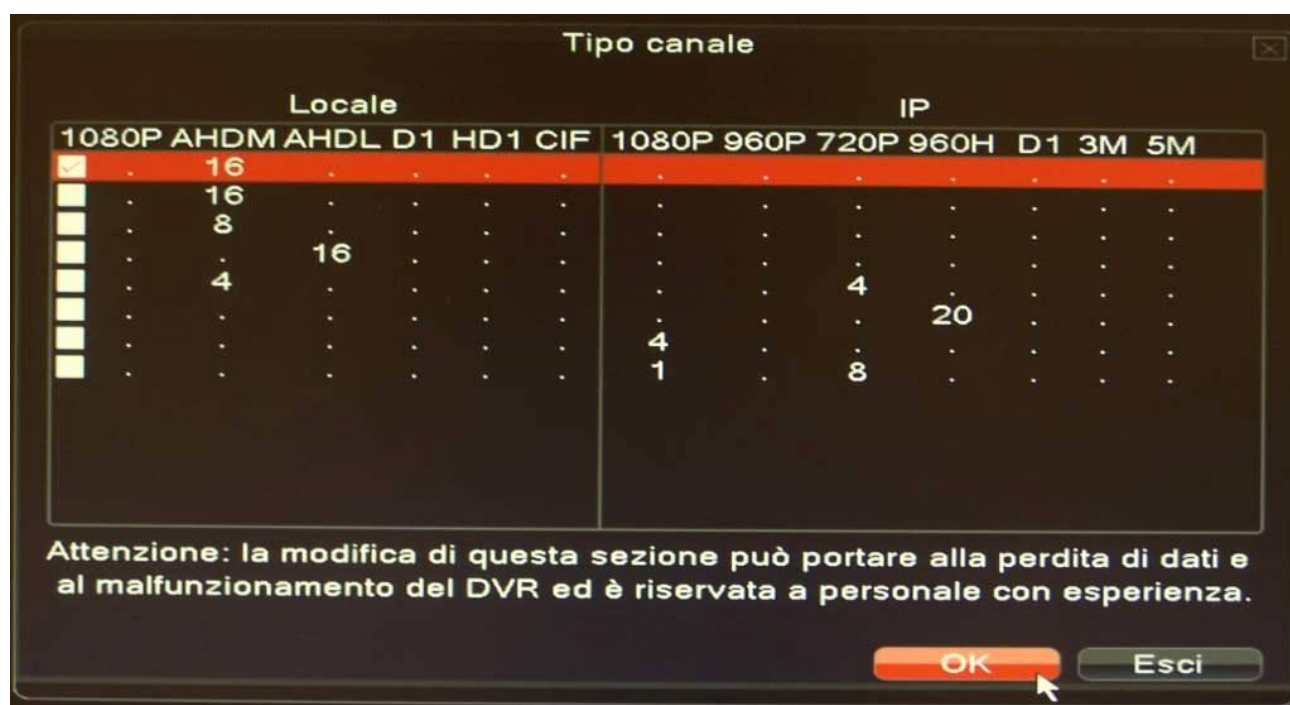 Tipo canale
Locale IP
1080P AHDM AHDL D1 HD1 CIF 1080P 960P 720P 960H D1 3M 5M
. 16 . . . . . . . . . . .
. 16 . . . . . . . . . . .
. 8 . . . . . . . . . . .
. . 16 . . . . . . . . . .
. 4 . . . . . . 4 . . . .
. . . . . . . . . 20 . . .
. . . . . . 4 . . . . . .
. . . . . . 1 . 8 . . . .
Attenzione: la modifica di questa sezione può portare alla perdita di dati e
al malfunzionamento del DVR ed è riservata a personale con esperienza.
OK Esci